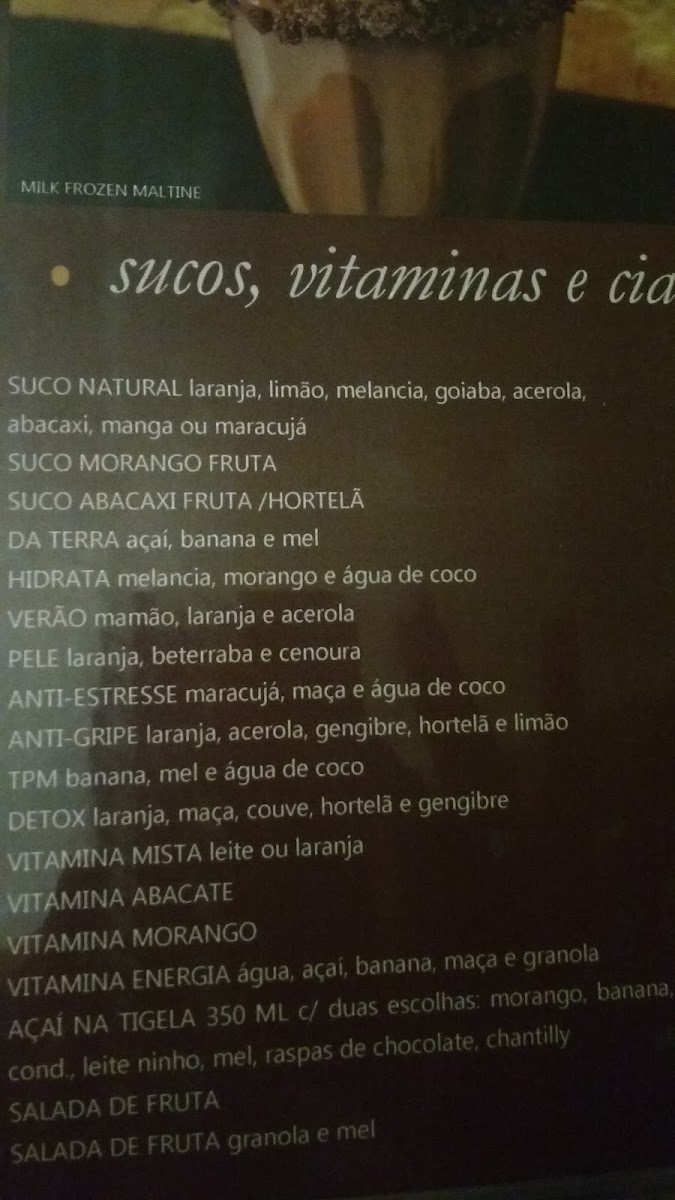 MILK FROZEN MALTINE
• sucos, vitaminas e cia
SUCO NATURAL laranja, limão, melancia, goiaba, acerola,
abacaxi, manga ou maracujá
SUCO MORANGO FRUTA
SUCO ABACAXI FRUTA /HORTELÃ
DA TERRA açaí, banana e mel
HIDRATA melancia, morango e água de coco
VERÃO mamão, laranja e acerola
PELE laranja, beterraba e cenoura
ANTI-ESTRESSE maracujá, maça e água de coco
ANTI-GRIPE laranja, acerola, gengibre, hortelã e limão
TPM banana, mel e água de coco
DETOX laranja, maça, couve, hortelã e gengibre
VITAMINA MISTA leite ou laranja
VITAMINA ABACATE
VITAMINA MORANGO
VITAMINA ENERGIA água, açaí, banana, maça e granola
AÇAÍ NA TIGELA 350 ML c/ duas escolhas: morango, banana,
cond., leite ninho, mel, raspas de chocolate, chantilly
SALADA DE FRUTA
SALADA DE FRUTA granola e mel